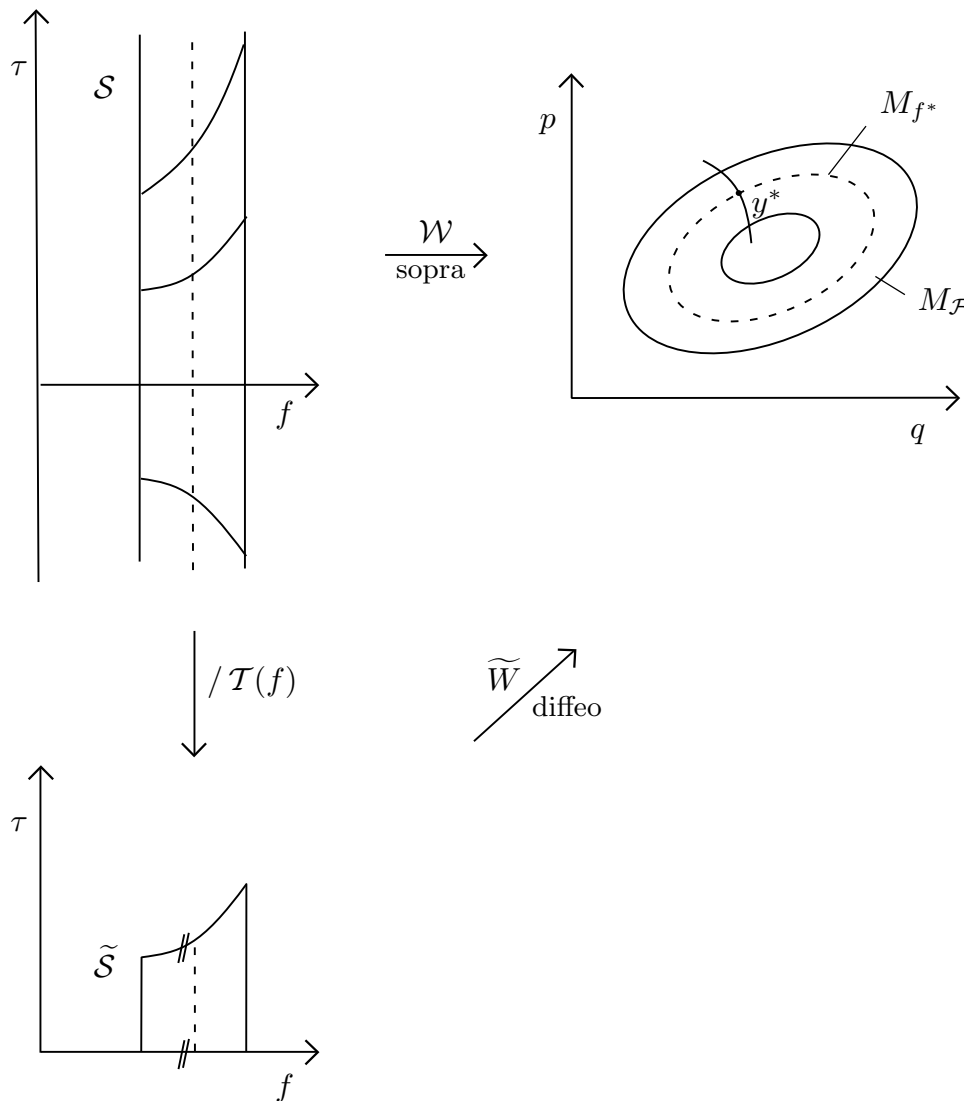 τ
𝒮
f
𝒲
sopra
p
M_{f*}
y*
M_ℱ
q
/ 𝒯(f)
W̃
diffeo
τ
𝒮̃
f